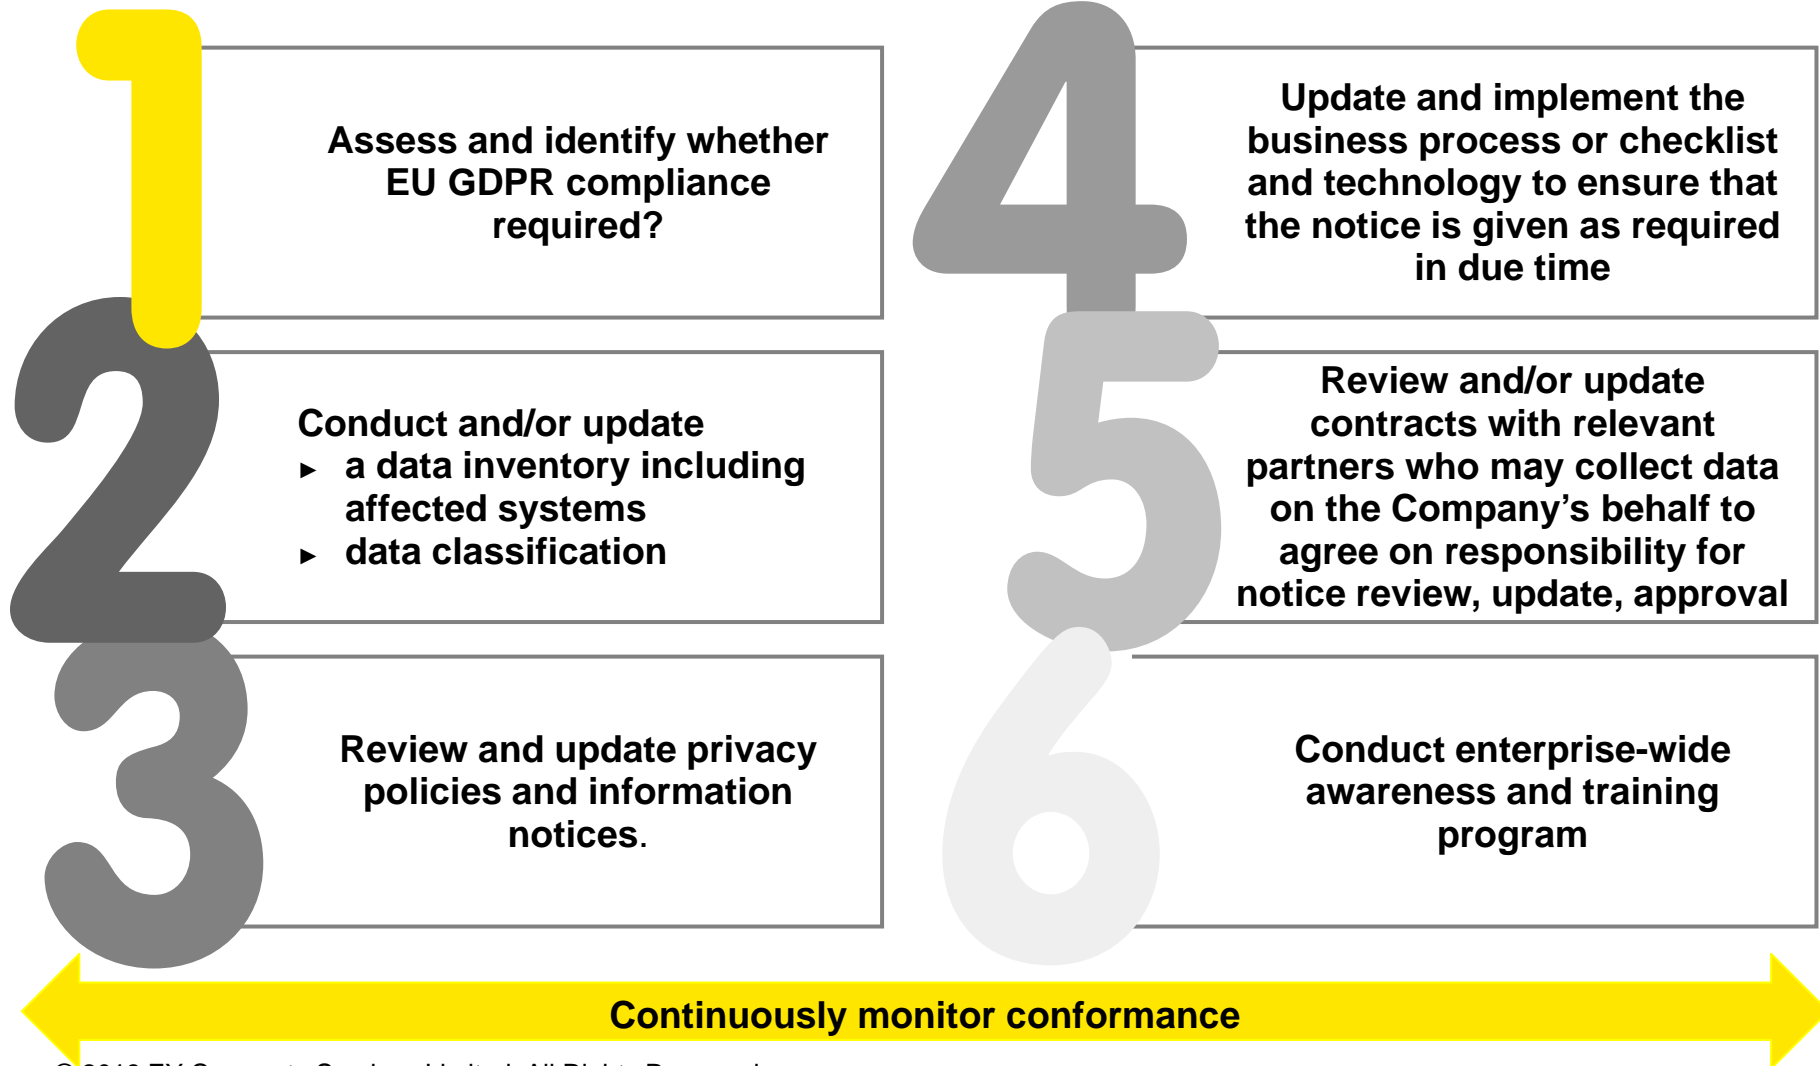 1
Assess and identify whether
EU GDPR compliance
required?
2
Conduct and/or update
► a data inventory including
affected systems
► data classification
3
Review and update privacy
policies and information
notices.
4
Update and implement the
business process or checklist
and technology to ensure that
the notice is given as required
in due time
5
Review and/or update
contracts with relevant
partners who may collect data
on the Company’s behalf to
agree on responsibility for
notice review, update, approval
6
Conduct enterprise-wide
awareness and training
program
Continuously monitor conformance